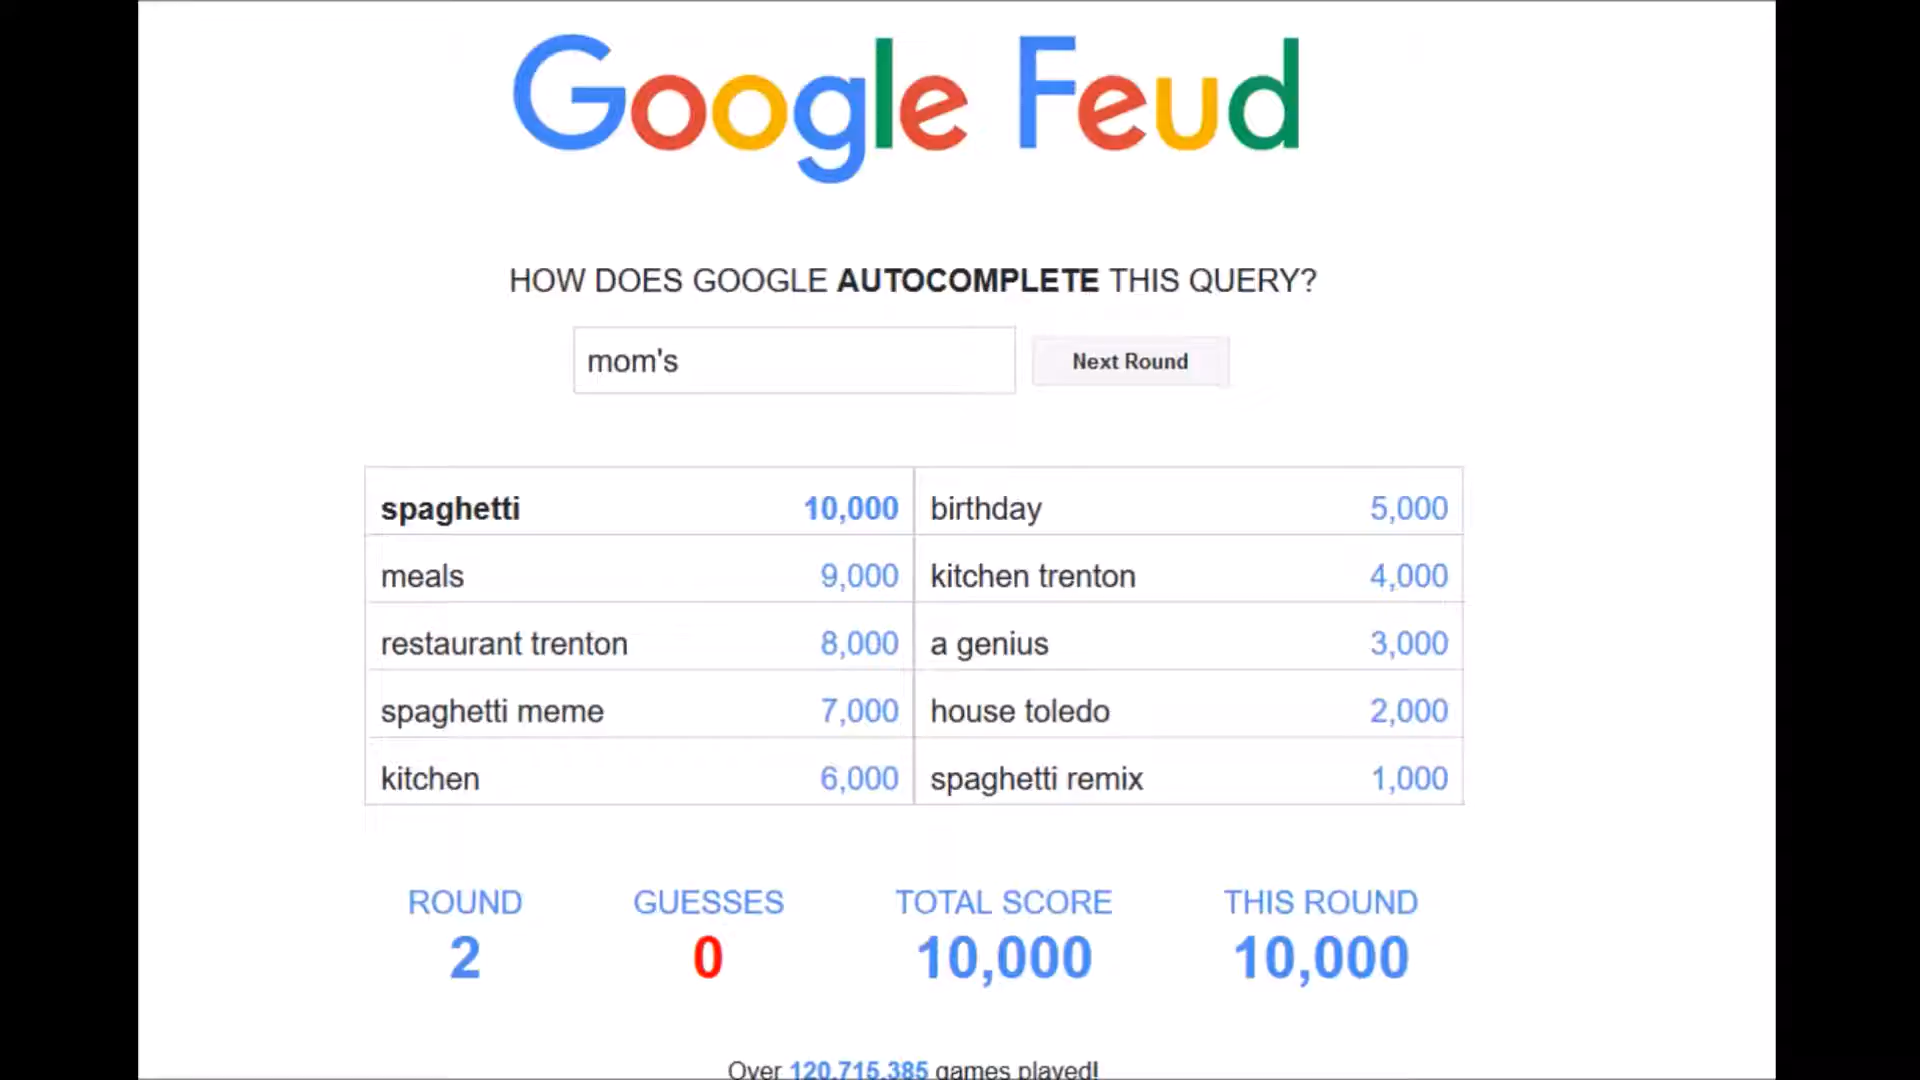 Google Feud
HOW DOES GOOGLE AUTOCOMPLETE THIS QUERY?
mom's
Next Round
spaghetti 10,000 birthday 5,000
meals 9,000 kitchen trenton 4,000
restaurant trenton 8,000 a genius 3,000
spaghetti meme 7,000 house toledo 2,000
kitchen 6,000 spaghetti remix 1,000
ROUND GUESSES TOTAL SCORE THIS ROUND
2 0 10,000 10,000
Over 120,715,385 games played!